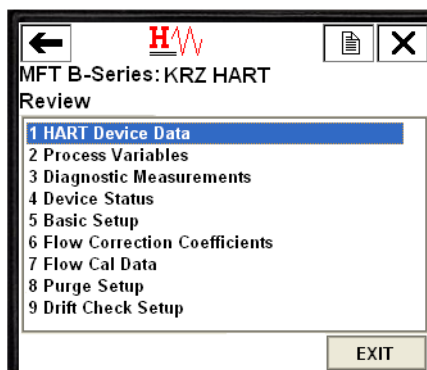 H
MFT B-Series: KRZ HART
Review
1 HART Device Data
2 Process Variables
3 Diagnostic Measurements
4 Device Status
5 Basic Setup
6 Flow Correction Coefficients
7 Flow Cal Data
8 Purge Setup
9 Drift Check Setup
EXIT